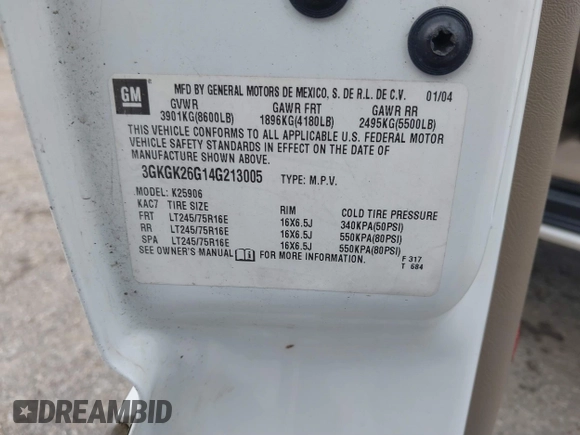 GM
MFD BY GENERAL MOTORS DE MEXICO, S. DE R.L. DE C.V. 01/04
GVWR GAWR FRT GAWR RR
3901KG(8600LB) 1896KG(4180LB) 2495KG(5500LB)
THIS VEHICLE CONFORMS TO ALL APPLICABLE U.S. FEDERAL MOTOR
VEHICLE SAFETY STANDARDS IN EFFECT ON THE DATE OF
MANUFACTURE SHOWN ABOVE.
3GKGK26G14G213005 TYPE: M.P.V.
MODEL: K25906
KAC7 TIRE SIZE RIM COLD TIRE PRESSURE
FRT LT245/75R16E 16X6.5J 340KPA(50PSI)
RR LT245/75R16E 16X6.5J 550KPA(80PSI)
SPA LT245/75R16E 16X6.5J 550KPA(80PSI)
SEE OWNER'S MANUAL FOR MORE INFORMATION.
F 317
T 684
DREAMBID